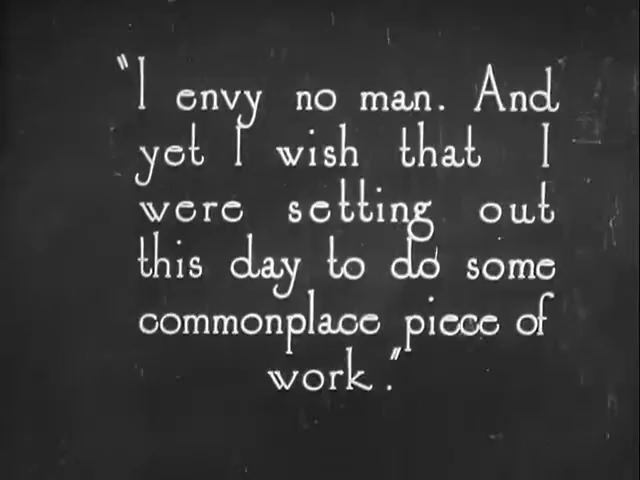 "I envy no man. And
yet I wish that I
were setting out
this day to do some
commonplace piece of
work."